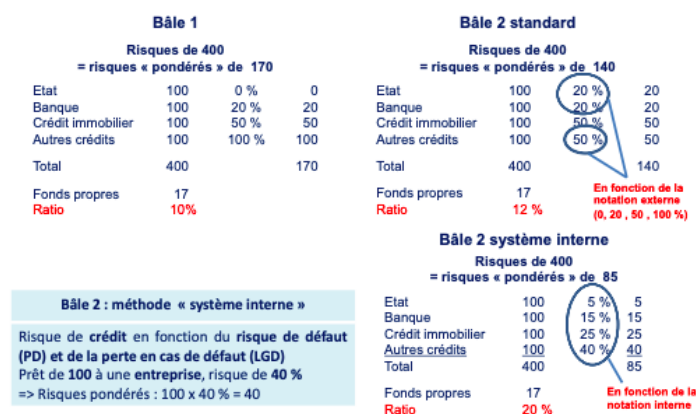 Bâle 1
Risques de 400
= risques « pondérés » de 170
Etat 100 0 % 0
Banque 100 20 % 20
Crédit immobilier 100 50 % 50
Autres crédits 100 100 % 100
Total 400 170
Fonds propres 17
Ratio 10%
Bâle 2 standard
Risques de 400
= risques « pondérés » de 140
Etat 100 20 % 20
Banque 100 20 % 20
Crédit immobilier 100 50 % 50
Autres crédits 100 50 % 50
Total 400 140
Fonds propres 17
Ratio 12 %
En fonction de la
notation externe
(0, 20 , 50 , 100 %)
Bâle 2 système interne
Risques de 400
= risques « pondérés » de 85
Etat 100 5 % 5
Banque 100 15 % 15
Crédit immobilier 100 25 % 25
Autres crédits 100 40 % 40
Total 400 85
Fonds propres 17
Ratio 20 %
En fonction de la
notation interne
Bâle 2 : méthode « système interne »
Risque de crédit en fonction du risque de défaut
(PD) et de la perte en cas de défaut (LGD)
Prêt de 100 à une entreprise, risque de 40 %
=> Risques pondérés : 100 x 40 % = 40